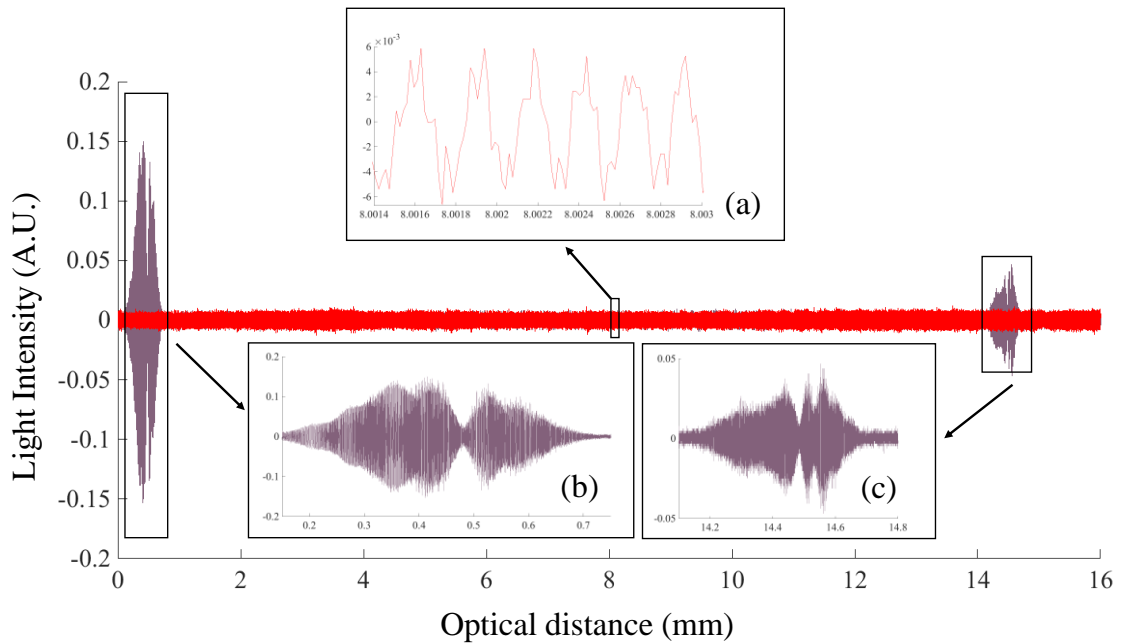 ×10⁻³
6
4
2
0
-2
-4
-6
8.0014 8.0016 8.0018 8.002 8.0022 8.0024 8.0026 8.0028 8.003
(a)
Light Intensity (A.U.)
0.2
0.15
0.1
0.05
0
-0.05
-0.1
-0.15
-0.2
0.2
0.1
0
-0.1
-0.2
0.2 0.3 0.4 0.5 0.6 0.7
(b)
0.05
0
-0.05
14.2 14.4 14.6 14.8
(c)
0 2 4 6 8 10 12 14 16
Optical distance (mm)